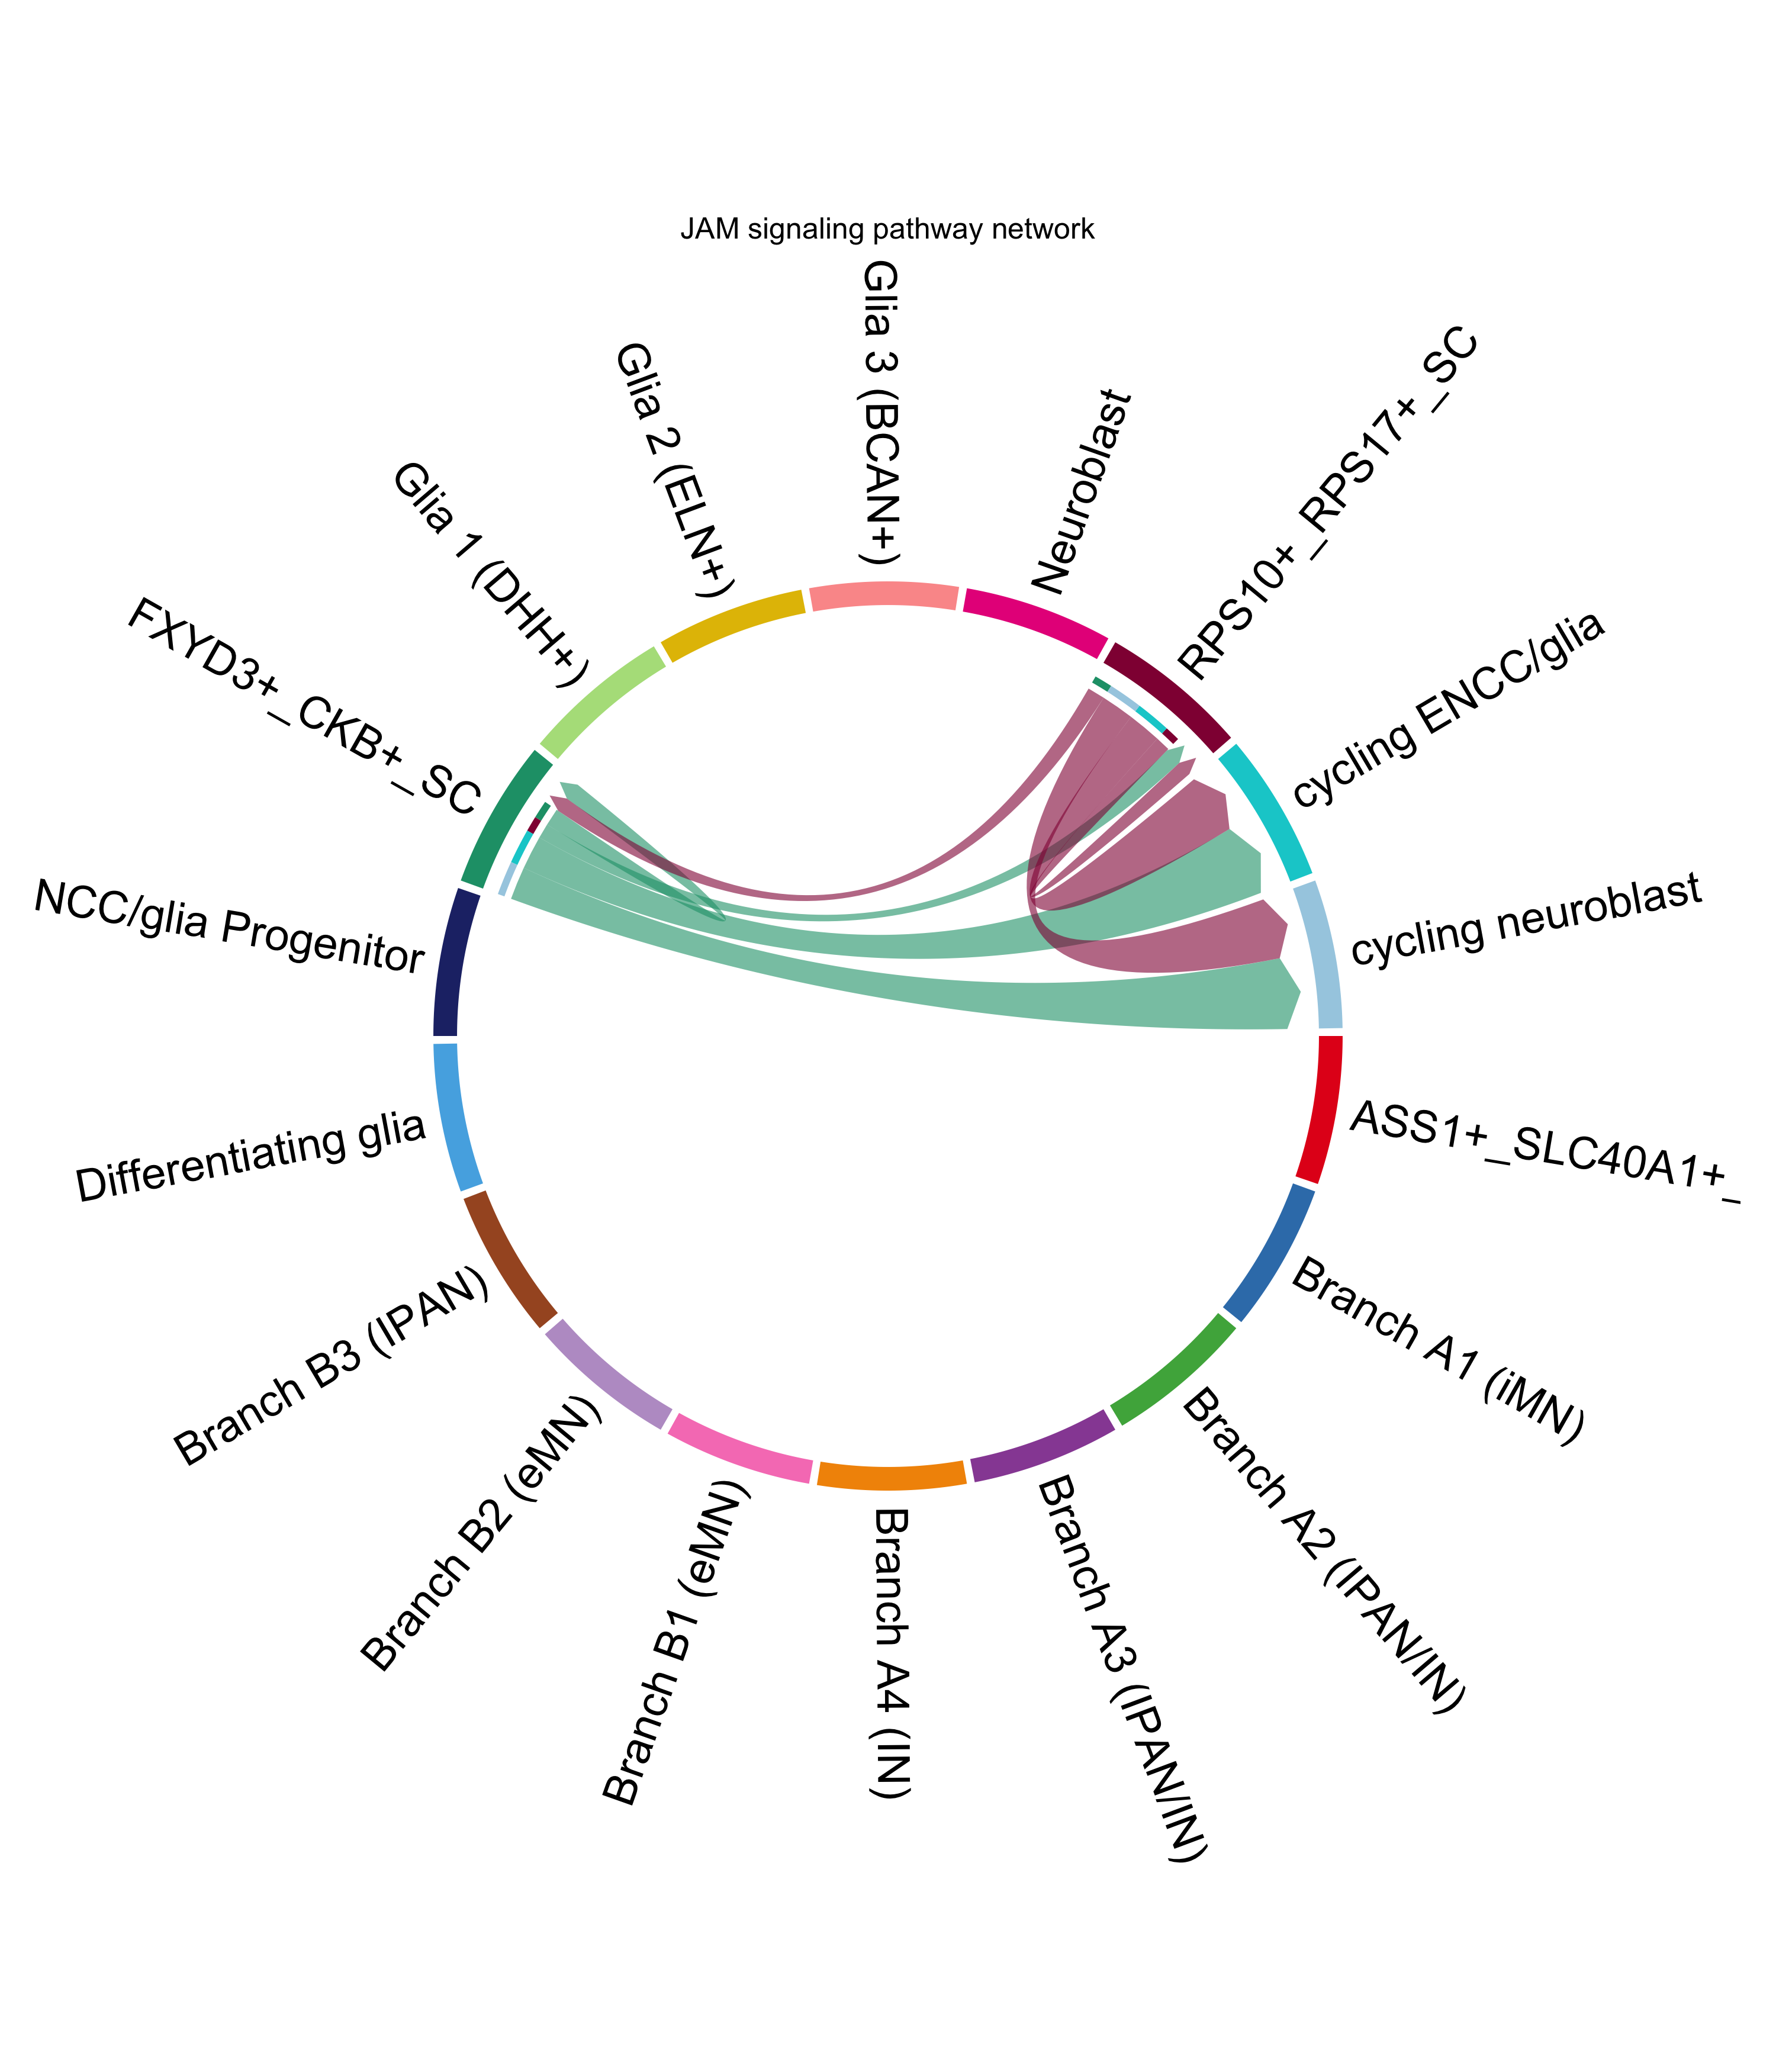 JAM signaling pathway network
Glia 3 (BCAN+)
Neuroblast
RPS10+_RPS17+_SC
cycling ENCC/glia
cycling neuroblast
ASS1+_SLC40A1+_
Branch A1 (iMN)
Branch A2 (IPAN/IN)
Branch A3 (IPAN/IN)
Branch A4 (IN)
Branch B1 (eMN)
Branch B2 (eMN)
Branch B3 (IPAN)
Differentiating glia
NCC/glia Progenitor
FXYD3+_CKB+_SC
Glia 1 (DHH+)
Glia 2 (ELN+)